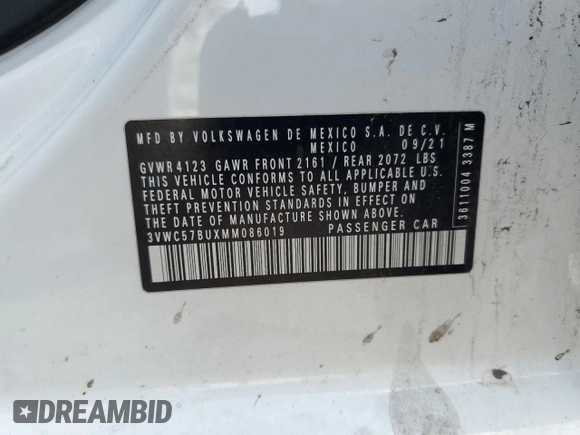 MFD BY VOLKSWAGEN DE MEXICO S.A. DE C.V.
MEXICO 09/21
GVWR 4123 GAWR FRONT 2161 / REAR 2072 LBS
THIS VEHICLE CONFORMS TO ALL APPLICABLE U.S.
FEDERAL MOTOR VEHICLE SAFETY, BUMPER AND
THEFT PREVENTION STANDARDS IN EFFECT ON THE
DATE OF MANUFACTURE SHOWN ABOVE.
3VWC57BUXMM086019 PASSENGER CAR
3611004 3387 M
DREAMBID